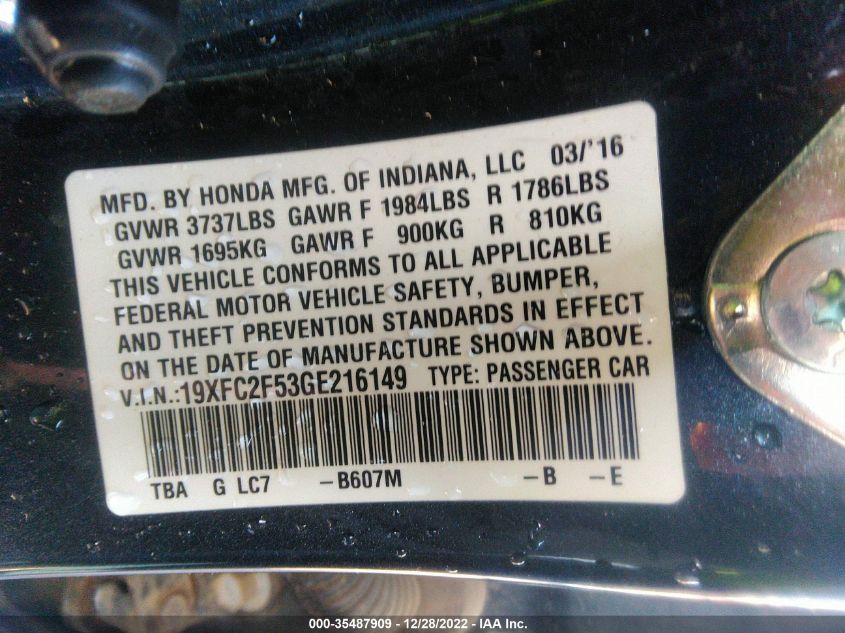 MFD. BY HONDA MFG. OF INDIANA, LLC 03/'16
GVWR 3737LBS GAWR F 1984LBS R 1786LBS
GVWR 1695KG GAWR F 900KG R 810KG
THIS VEHICLE CONFORMS TO ALL APPLICABLE
FEDERAL MOTOR VEHICLE SAFETY, BUMPER,
AND THEFT PREVENTION STANDARDS IN EFFECT
ON THE DATE OF MANUFACTURE SHOWN ABOVE.
V.I.N.:19XFC2F53GE216149 TYPE: PASSENGER CAR
TBA G LC7 –B607M –B –E
000-35487909 - 12/28/2022 - IAA Inc.